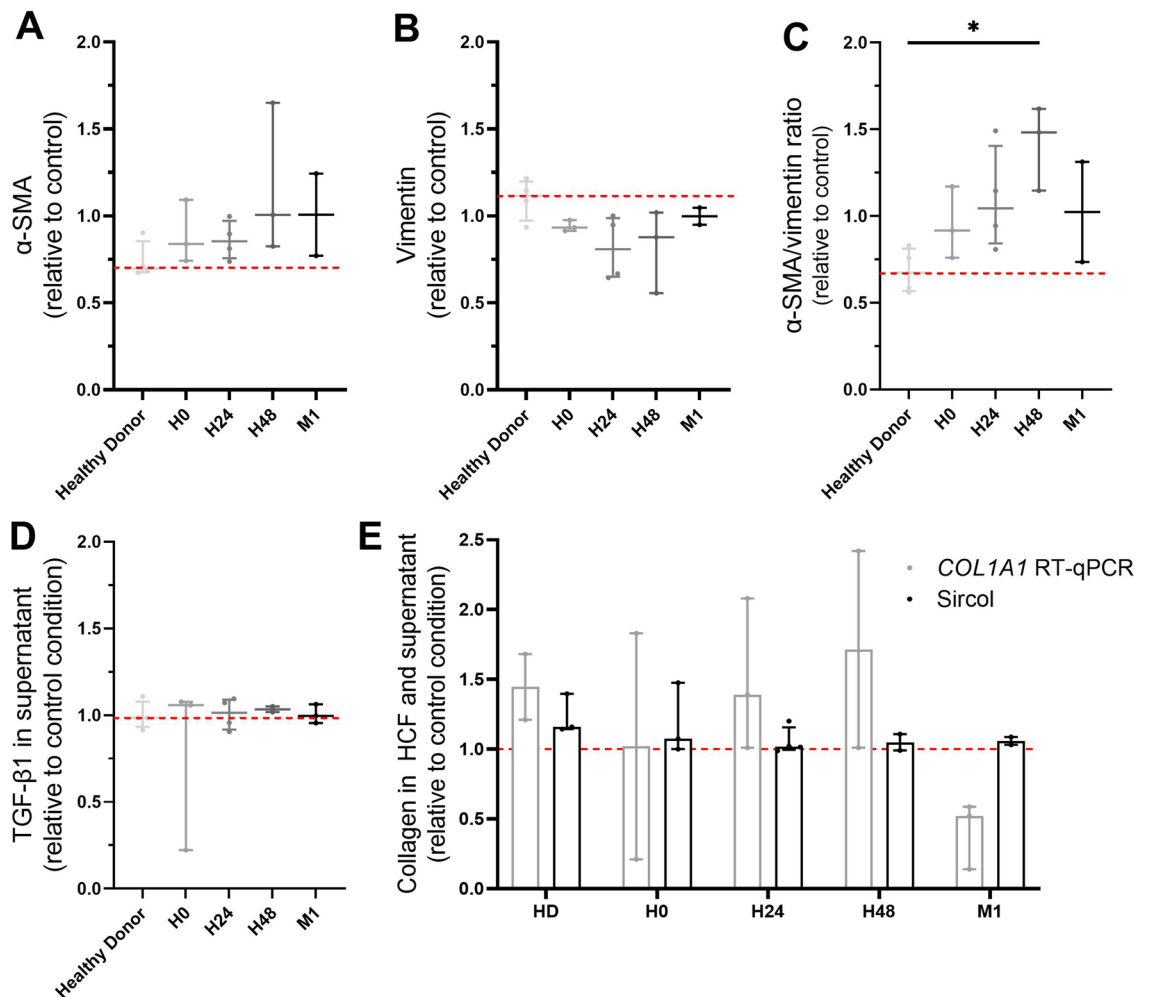 A
α-SMA
(relative to control)
2.0
1.5
1.0
0.5
0.0
Healthy Donor
H0
H24
H48
M1
B
Vimentin
(relative to control)
2.0
1.5
1.0
0.5
0.0
Healthy Donor
H0
H24
H48
M1
C
α-SMA/vimentin ratio
(relative to control)
2.0
1.5
1.0
0.5
0.0
*
Healthy Donor
H0
H24
H48
M1
D
TGF-β1 in supernatant
(relative to control condition)
2.0
1.5
1.0
0.5
0.0
Healthy Donor
H0
H24
H48
M1
E
Collagen in HCF and supernatant
(relative to control condition)
2.5
2.0
1.5
1.0
0.5
0.0
HD
H0
H24
H48
M1
COL1A1 RT-qPCR
Sircol